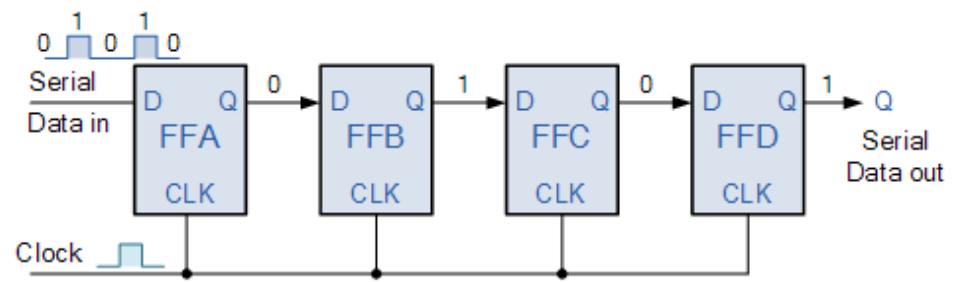 0 1 0 1 0
Serial
Data in
D Q 0 D Q 1 D Q 0 D Q 1 Q
FFA FFB FFC FFD
Serial
Data out
CLK CLK CLK CLK
Clock